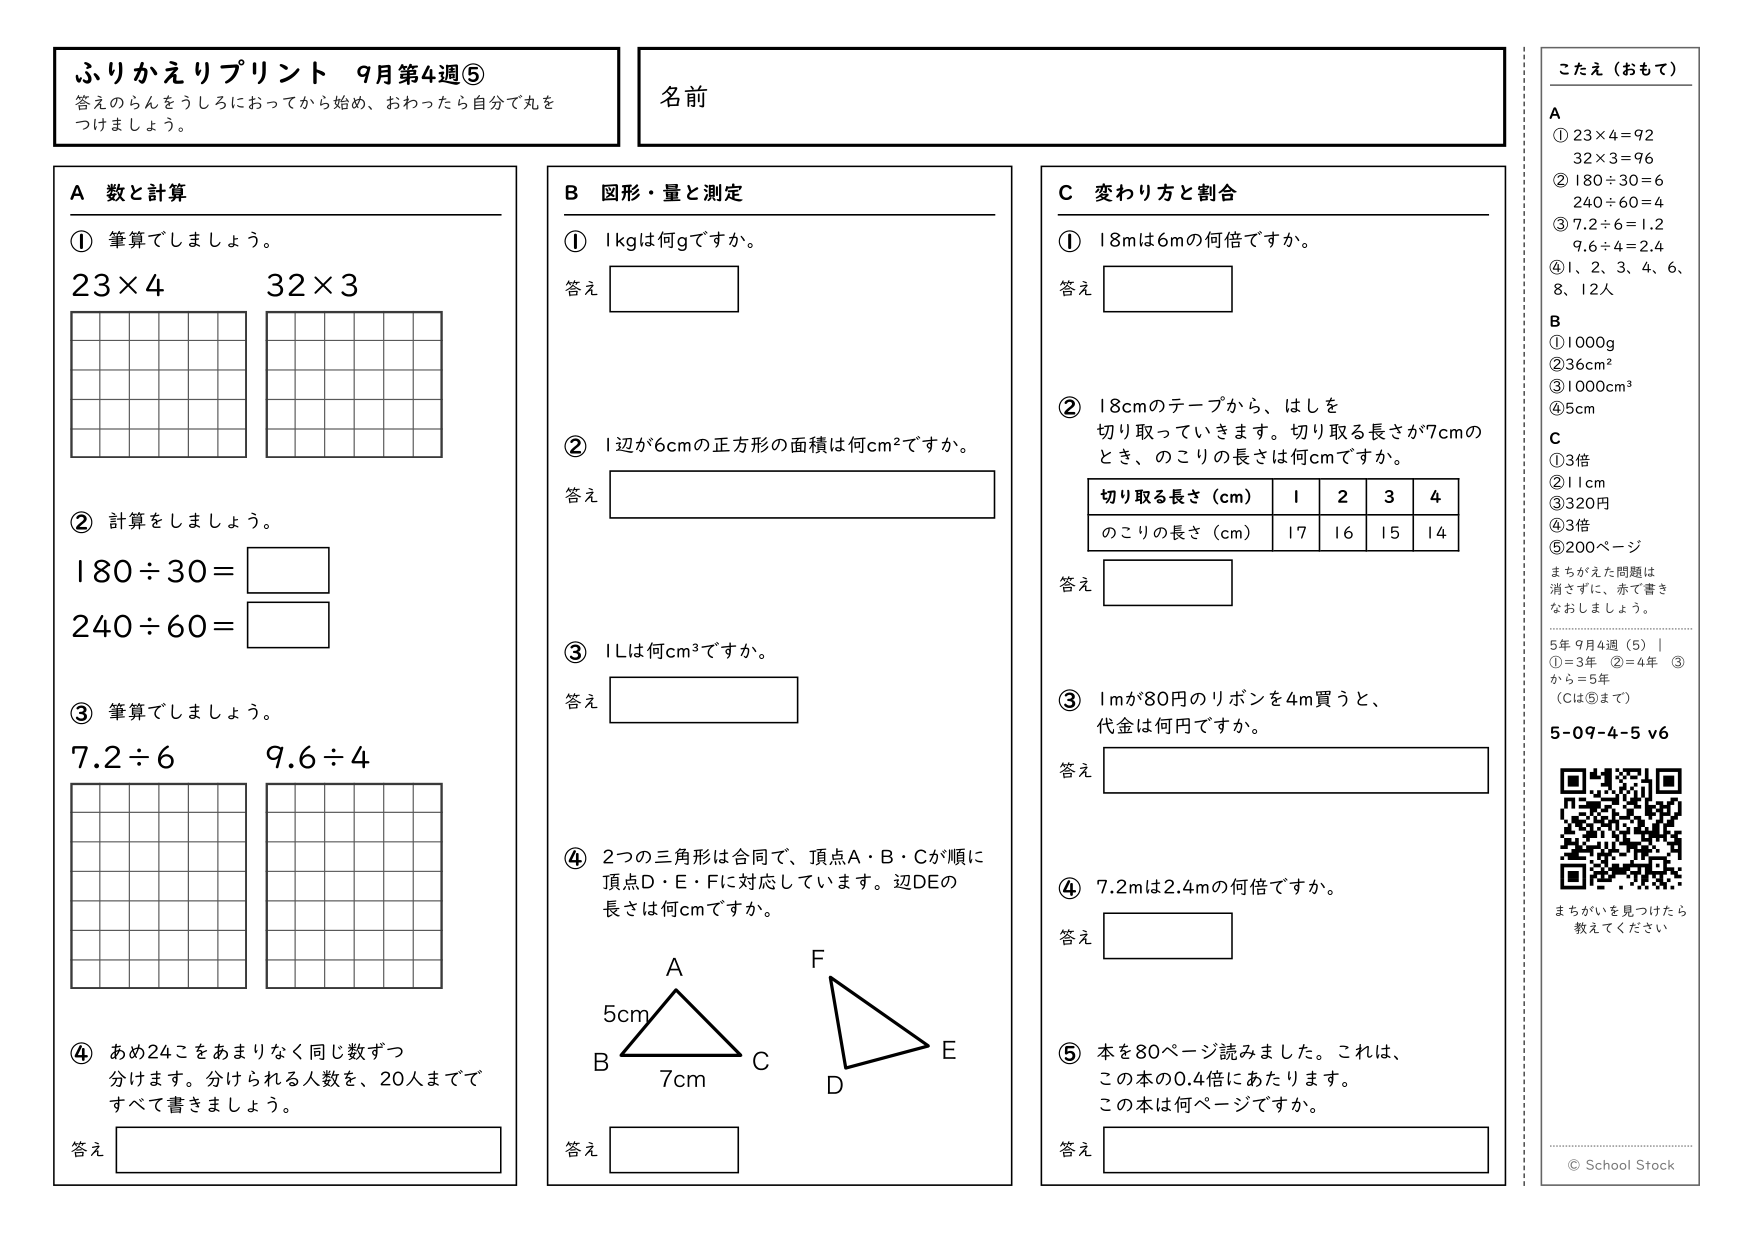 ふりかえりプリント　9月第4週⑤
答えのらんをうしろにおってから始め、おわったら自分で丸を
つけましょう。
名前
A　数と計算
① 筆算でしましょう。
23×4　32×3
② 計算をしましょう。
180÷30＝
240÷60＝
③ 筆算でしましょう。
7.2÷6　9.6÷4
④ あめ24こをあまりなく同じ数ずつ
分けます。分けられる人数を、20人までで
すべて書きましょう。
答え
B　図形・量と測定
① 1kgは何gですか。
答え
② 1辺が6cmの正方形の面積は何cm²ですか。
答え
③ 1Lは何cm³ですか。
答え
④ 2つの三角形は合同で、頂点A・B・Cが順に
頂点D・E・Fに対応しています。辺DEの
長さは何cmですか。
A
5cm
B
7cm
C
F
E
D
答え
C　変わり方と割合
① 18mは6mの何倍ですか。
答え
② 18cmのテープから、はしを
切り取っていきます。切り取る長さが7cmの
とき、のこりの長さは何cmですか。
切り取る長さ（cm） 1 2 3 4
のこりの長さ（cm） 17 16 15 14
答え
③ 1mが80円のリボンを4m買うと、
代金は何円ですか。
答え
④ 7.2mは2.4mの何倍ですか。
答え
⑤ 本を80ページ読みました。これは、
この本の0.4倍にあたります。
この本は何ページですか。
答え
こたえ（おもて）
A
① 23×4＝92
32×3＝96
② 180÷30＝6
240÷60＝4
③ 7.2÷6＝1.2
9.6÷4＝2.4
④1、2、3、4、6、
8、12人
B
①1000g
②36cm²
③1000cm³
④5cm
C
①3倍
②11cm
③320円
④3倍
⑤200ページ
まちがえた問題は
消さずに、赤で書き
なおしましょう。
5年 9月4週（5）｜
①＝3年　②＝4年　③
から＝5年
（Cは⑤まで）
5-09-4-5 v6
まちがいを見つけたら
教えてください
© School Stock